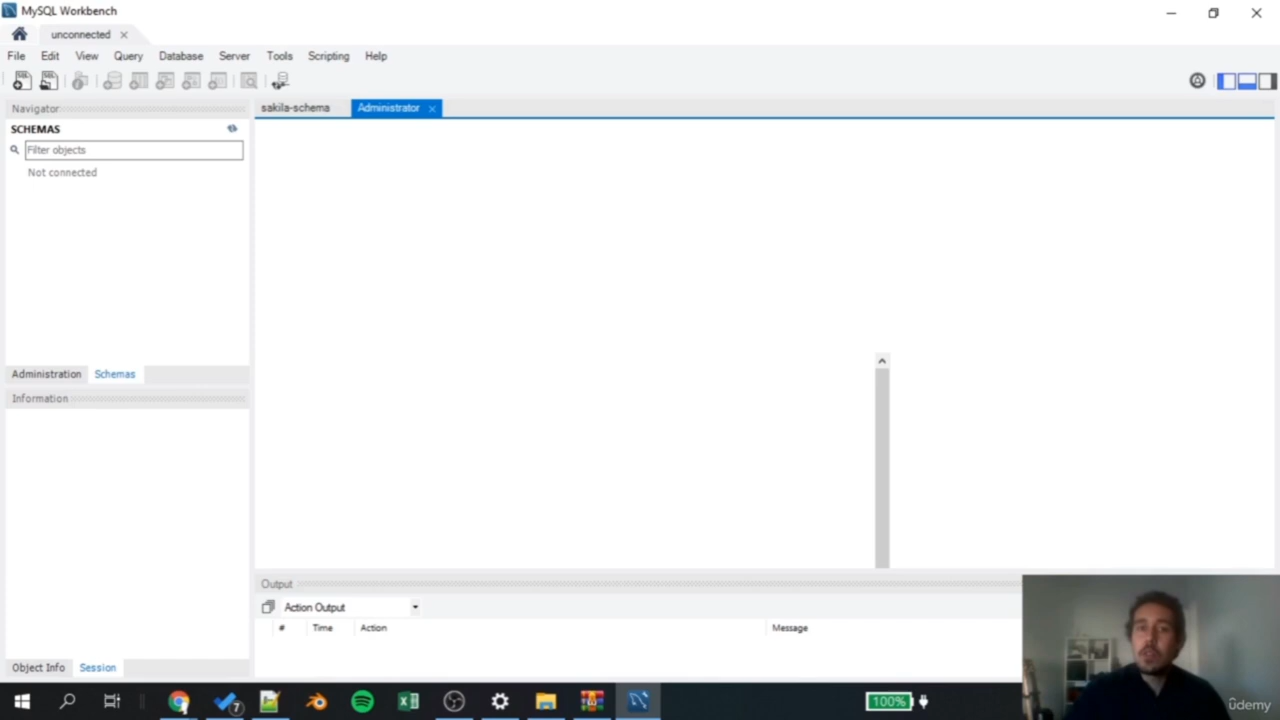 MySQL Workbench
unconnected
File Edit View Query Database Server Tools Scripting Help
Navigator
SCHEMAS
Filter objects
Not connected
Administration Schemas
Information
Object Info Session
sakila-schema Administrator
Output
Action Output
# Time Action Message
7
100%
ûdemy